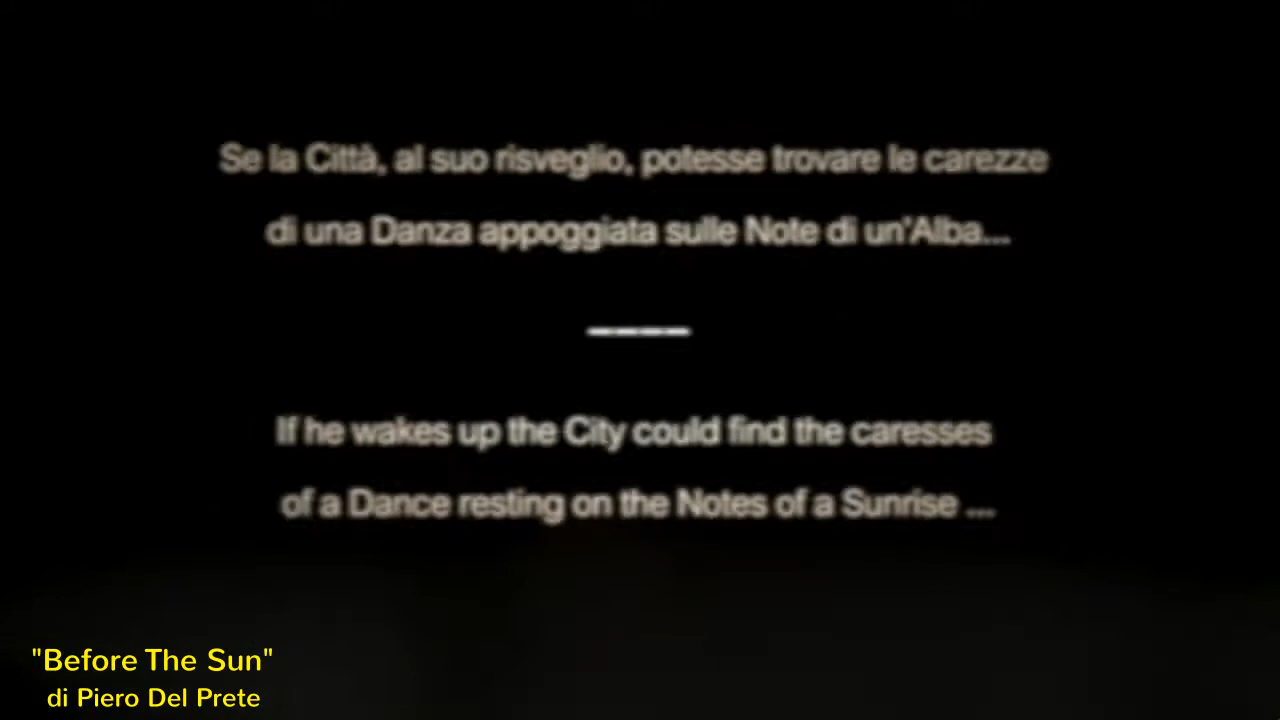 Se la Città, al suo risveglio, potesse trovare le carezze
di una Danza appoggiata sulle Note di un'Alba...
----
If he wakes up the City could find the caresses
of a Dance resting on the Notes of a Sunrise ...
"Before The Sun"
di Piero Del Prete